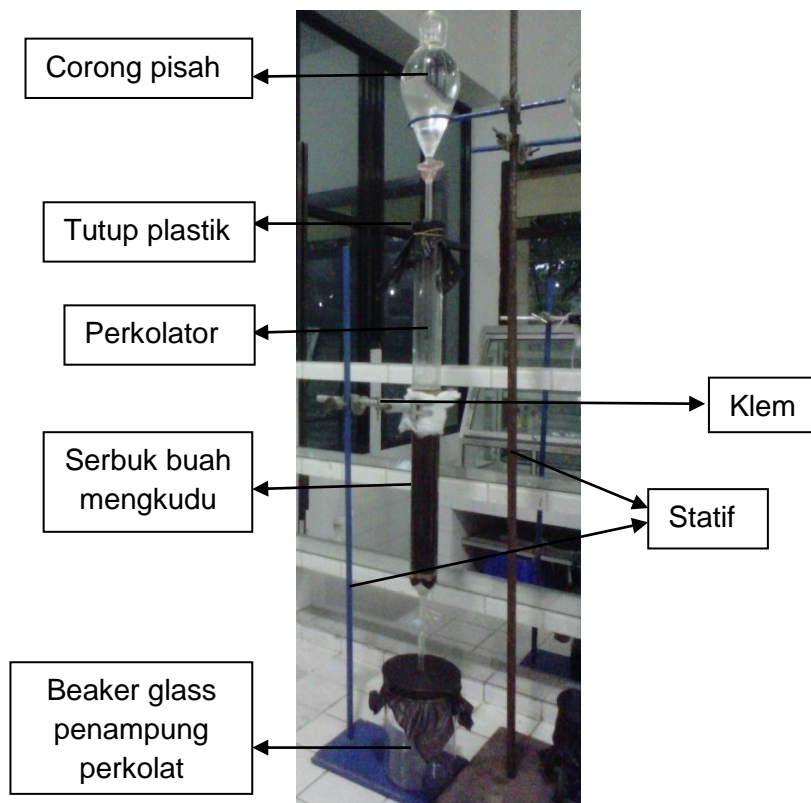 Corong pisah
Tutup plastik
Perkolator
Klem
Serbuk buah
mengkudu
Statif
Beaker glass
penampung
perkolat